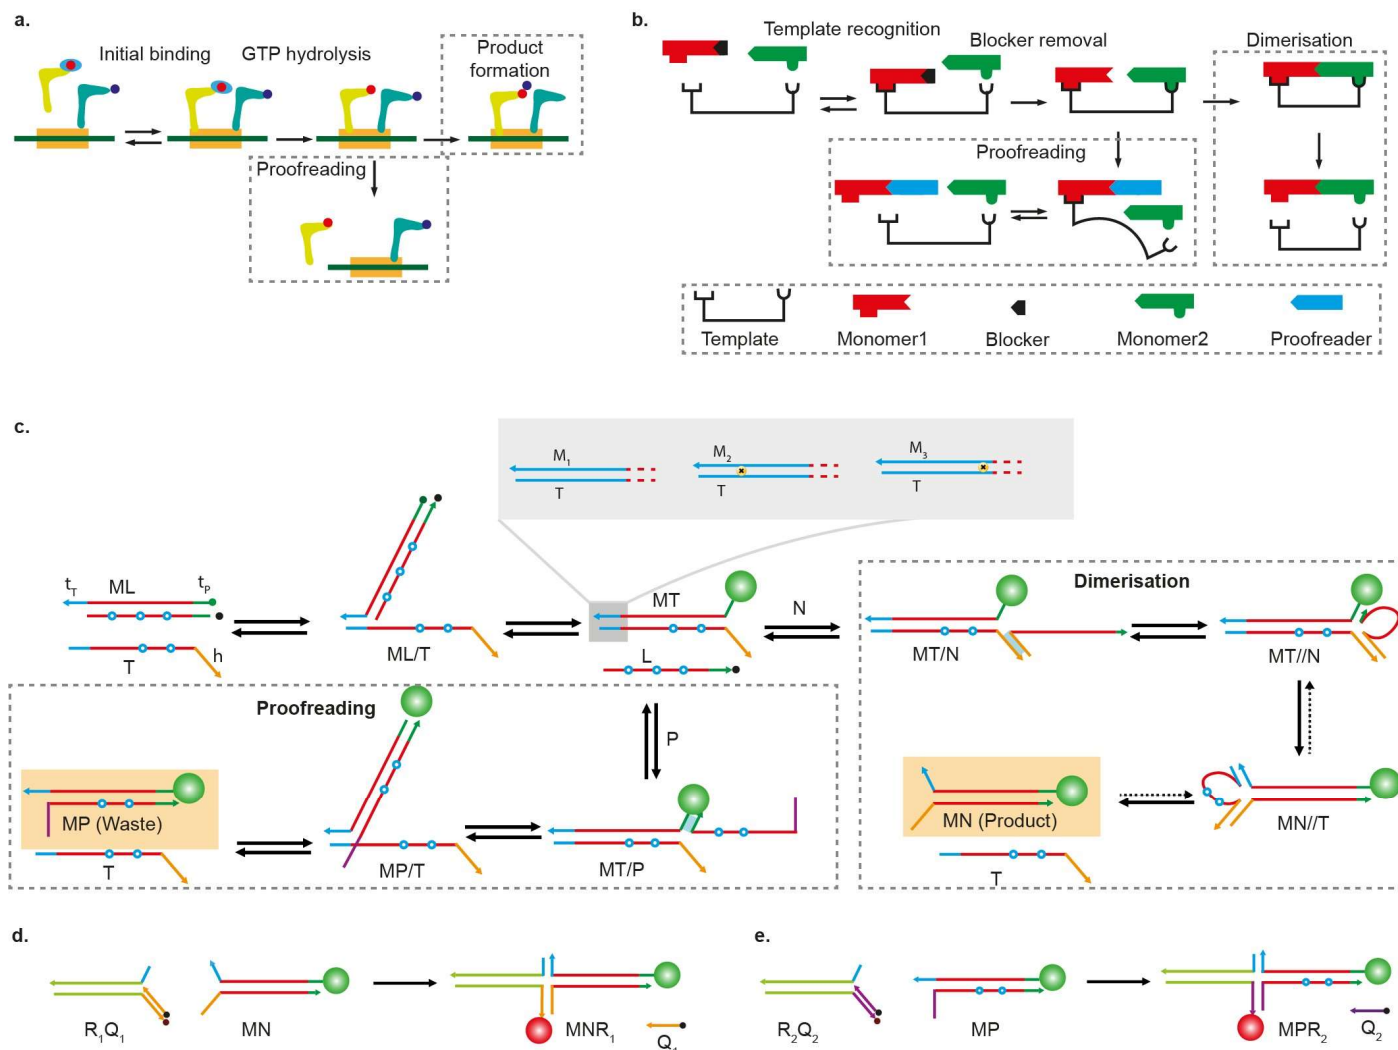 a.
Initial binding
GTP hydrolysis
Product
formation
Proofreading
b.
Template recognition
Blocker removal
Dimerisation
Proofreading
Template
Monomer1
Blocker
Monomer2
Proofreader
c.
M1
T
M2
T
M3
T
tT
ML
tP
T
h
ML/T
MT
L
N
P
Dimerisation
MT/N
MT//N
MN//T
MN (Product)
T
Proofreading
MP (Waste)
T
MP/T
MT/P
d.
R1Q1
MN
MNR1
Q1
e.
R2Q2
MP
MPR2
Q2